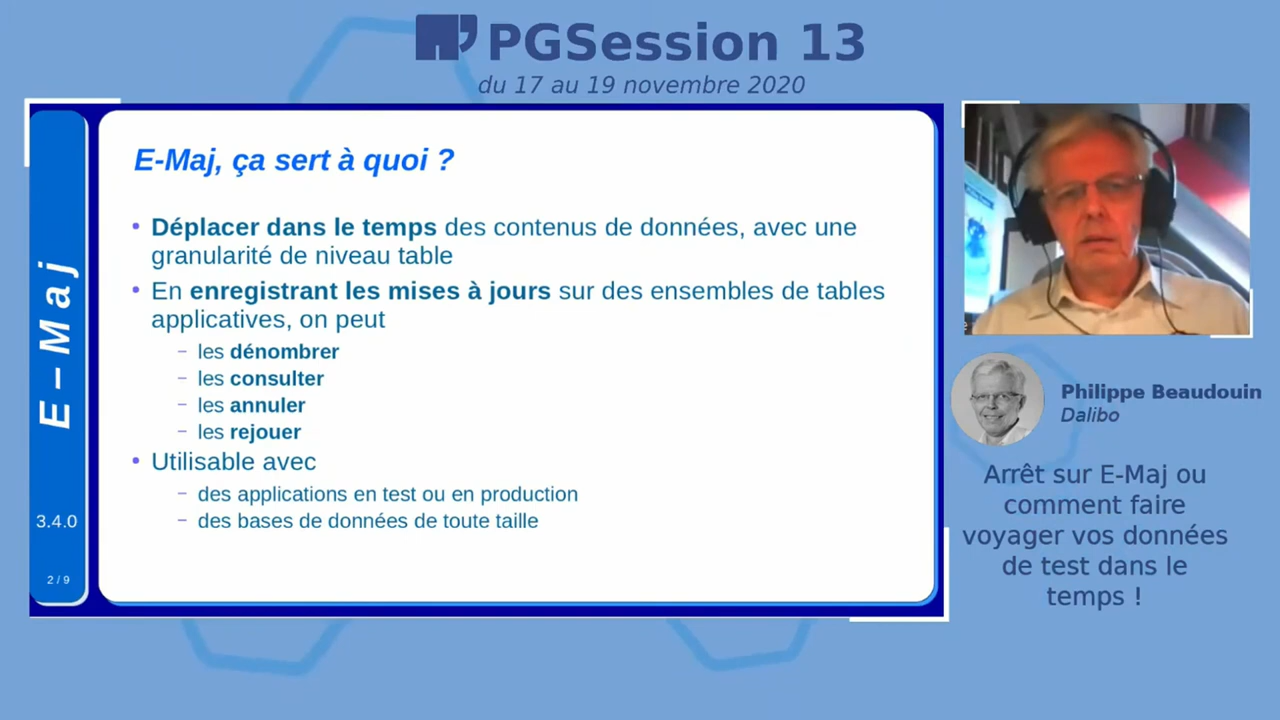 PGSession 13
du 17 au 19 novembre 2020
E-Maj, ça sert à quoi ?
• Déplacer dans le temps des contenus de données, avec une
granularité de niveau table
• En enregistrant les mises à jours sur des ensembles de tables
applicatives, on peut
– les dénombrer
– les consulter
– les annuler
– les rejouer
• Utilisable avec
– des applications en test ou en production
– des bases de données de toute taille
E – M a j
3.4.0
2 / 9
Philippe Beaudouin
Dalibo
Arrêt sur E-Maj ou
comment faire
voyager vos données
de test dans le
temps !